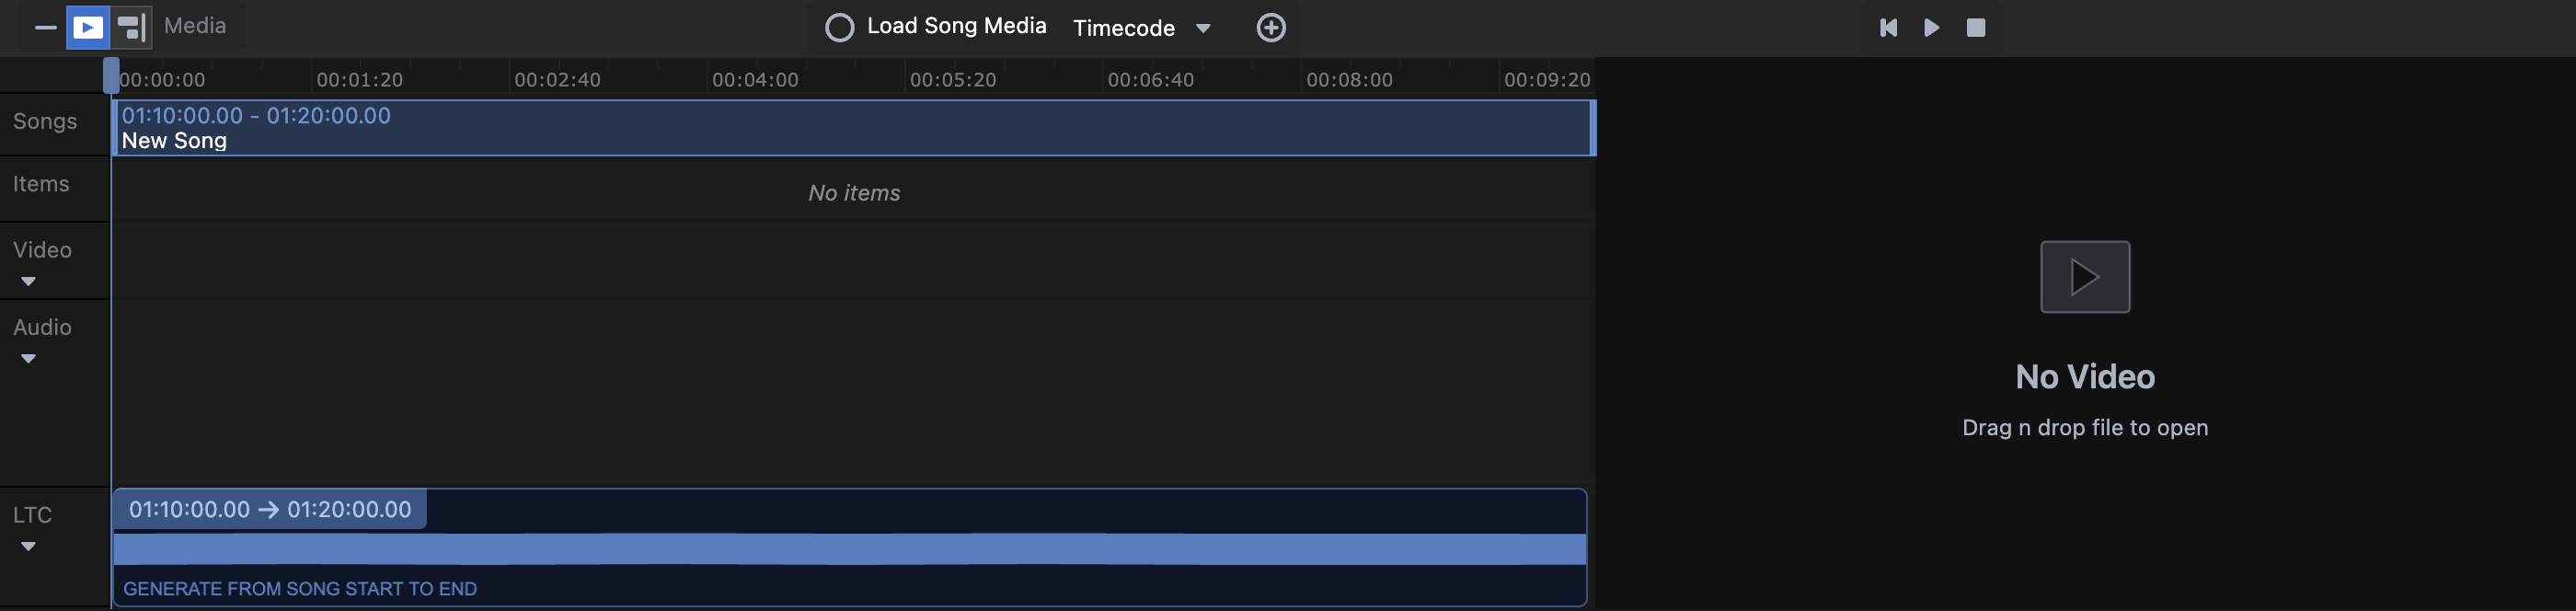 Media
Load Song Media
Timecode
00:00:00 00:01:20 00:02:40 00:04:00 00:05:20 00:06:40 00:08:00 00:09:20
Songs
01:10:00.00 - 01:20:00.00
New Song
Items
No items
Video
Audio
No Video
Drag n drop file to open
LTC
01:10:00.00 → 01:20:00.00
GENERATE FROM SONG START TO END